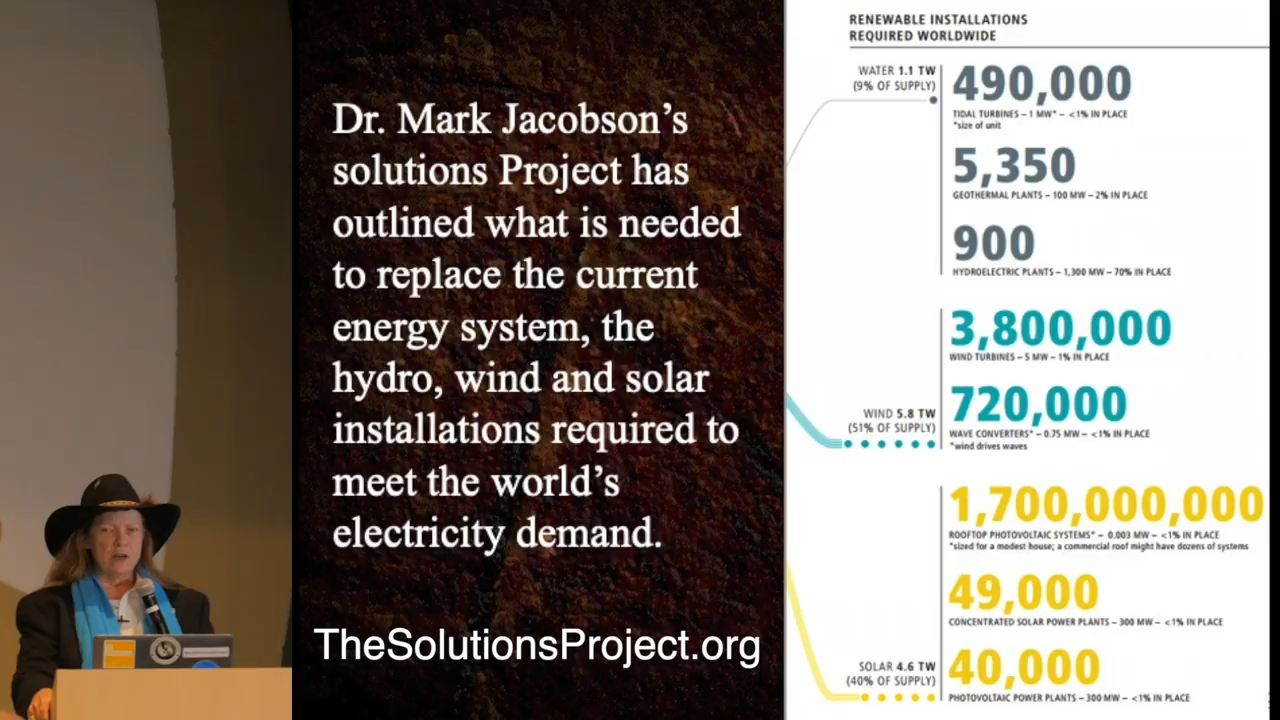 Dr. Mark Jacobson’s
solutions Project has
outlined what is needed
to replace the current
energy system, the
hydro, wind and solar
installations required to
meet the world’s
electricity demand.
TheSolutionsProject.org
RENEWABLE INSTALLATIONS
REQUIRED WORLDWIDE
WATER 1.1 TW
(9% OF SUPPLY)
490,000
TIDAL TURBINES – 1 MW* – <1% IN PLACE
*size of unit
5,350
GEOTHERMAL PLANTS – 100 MW – 2% IN PLACE
900
HYDROELECTRIC PLANTS – 1,300 MW – 70% IN PLACE
3,800,000
WIND TURBINES – 5 MW – 1% IN PLACE
WIND 5.8 TW
(51% OF SUPPLY)
720,000
WAVE CONVERTERS* – 0.75 MW – <1% IN PLACE
*wind drives waves
1,700,000,000
ROOFTOP PHOTOVOLTAIC SYSTEMS* – 0.003 MW – <1% IN PLACE
*sized for a modest house; a commercial roof might have dozens of systems
49,000
CONCENTRATED SOLAR POWER PLANTS – 300 MW – <1% IN PLACE
SOLAR 4.6 TW
(40% OF SUPPLY)
40,000
PHOTOVOLTAIC POWER PLANTS – 300 MW – <1% IN PLACE